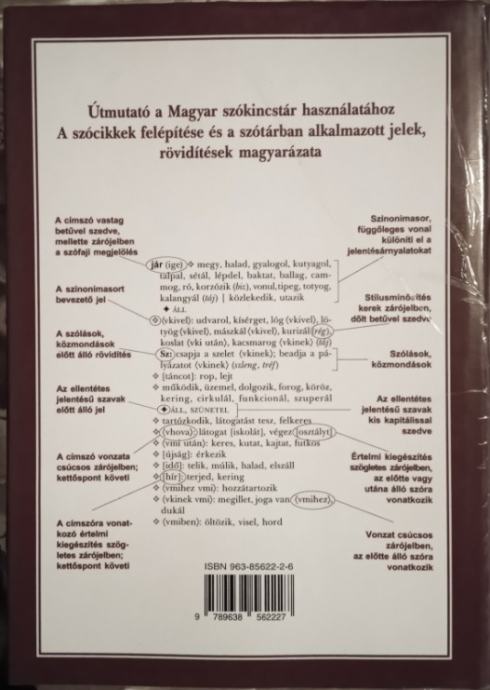 Útmutató a Magyar szókincstár használatához
A szócikkek felépítése és a szótárban alkalmazott jelek,
rövidítések magyarázata
A címszó vastag
betűvel szedve,
mellette zárójelben
a szófaji megjelölés
A szinonimasort
bevezető jel
A szólások,
közmondások
előtt álló rövidítés
Az ellentétes
jelentésű szavak
előtt álló jel
A címszó vonzata
csúcsos zárójelben;
kettőspont követi
A címszóra vonat-
kozó értelmi
kiegészítés szög-
letes zárójelben;
kettőspont követi
jár (ige) ❖ megy, halad, gyalogol, kutyagol,
talpal, sétál, lépdel, baktat, ballag, cam-
mog, ró, korzózik (biz), vonul, tipeg, totyog,
kalangyál (táj) | közlekedik, utazik
◆ ÁLL
❖ ⟨vkivel⟩: udvarol, kísérget, lóg ⟨vkivel⟩, lö-
työg ⟨vkivel⟩, mászkál ⟨vkivel⟩, kurizál (rég),
koslat ⟨vki után⟩, kacsmarog ⟨vkinek⟩ (táj)
Sz: csapja a szelet ⟨vkinek⟩; beadja a pá-
lyázatot ⟨vkinek⟩ (szleng, tréf)
❖ [táncot]: rop, lejt
❖ működik, üzemel, dolgozik, forog, köröz,
kering, cirkulál, funkcionál, szuperál
◆ ÁLL, SZÜNETEL
❖ tartózkodik, látogatást tesz, felkeres
❖ ⟨vhova⟩: látogat [iskolát], végez [osztályt]
❖ ⟨vmi után⟩: keres, kutat, kajtat, futkos
❖ [újság]: érkezik
❖ [idő]: telik, múlik, halad, elszáll
❖ [hír]: terjed, kering
❖ ⟨vmihez vmi⟩: hozzátartozik
❖ ⟨vkinek vmi⟩: megillet, joga van ⟨vmihez⟩,
dukál
❖ ⟨vmiben⟩: öltözik, visel, hord
Szinonimasor,
függőleges vonal
különíti el a
jelentésárnyalatokat
Stílusminősítés
kerek zárójelben,
dőlt betűvel szedve
Szólások,
közmondások
Az ellentétes
jelentésű szavak
kis kapitálissal
szedve
Értelmi kiegészítés
szögletes zárójelben,
az előtte vagy
utána álló szóra
vonatkozik
Vonzat csúcsos
zárójelben,
az előtte álló szóra
vonatkozik
ISBN 963-85622-2-6
9 789638 562227